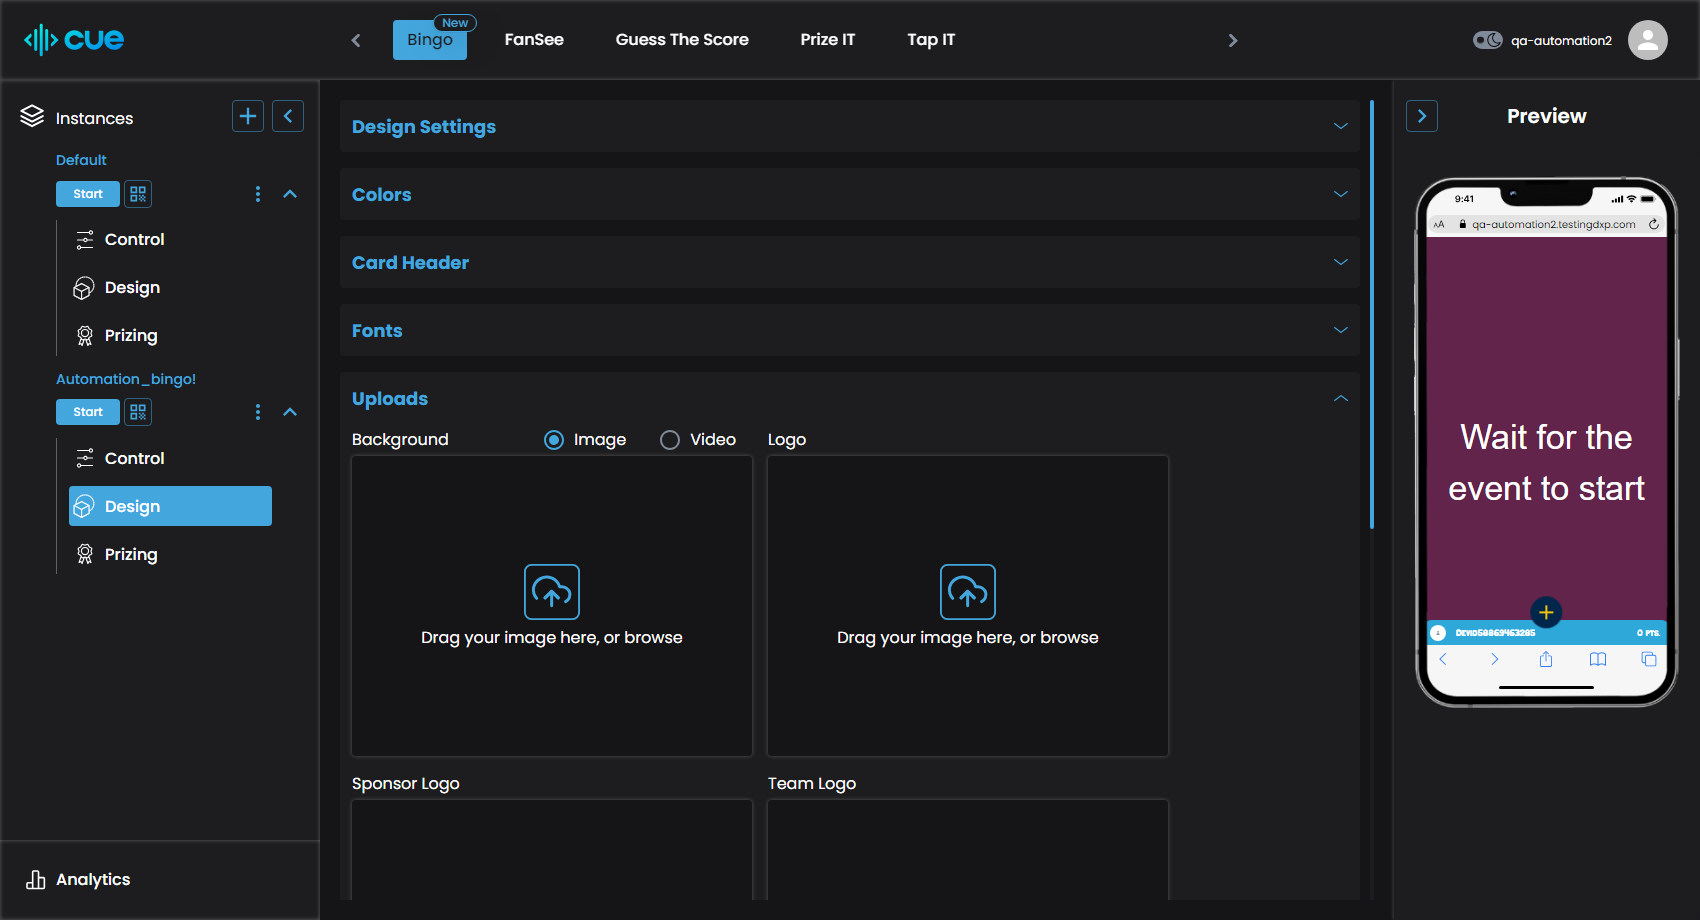 cue
New
Bingo
FanSee
Guess The Score
Prize IT
Tap IT
qa-automation2
Instances
Default
Start
Control
Design
Prizing
Automation_bingo!
Start
Control
Design
Prizing
Analytics
Design Settings
Colors
Card Header
Fonts
Uploads
Background
Image
Video
Logo
Drag your image here, or browse
Drag your image here, or browse
Sponsor Logo
Team Logo
Preview
9:41
AA
qa-automation2.testingdxp.com
Wait for the
event to start
DEVID58869463285
0 PTS.